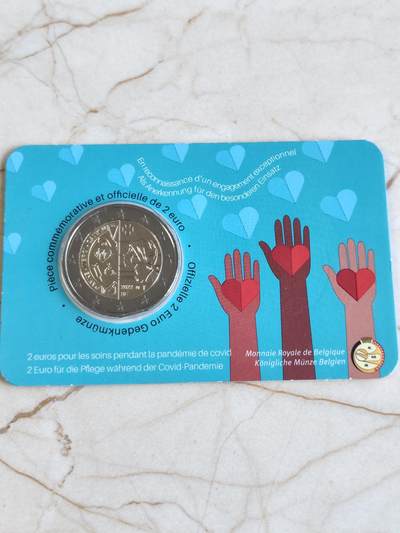 En reconnaissance d'un engagement exceptionnel
Als Anerkennung für den besonderen Einsatz
Pièce commémorative et officielle de 2 euro
Offizielle 2 Euro Gedenkmünze
2022
2 euros pour les soins pendant la pandémie de covid
2 Euro für die Pflege während der Covid-Pandemie
Monnaie Royale de Belgique
Königliche Münze Belgien